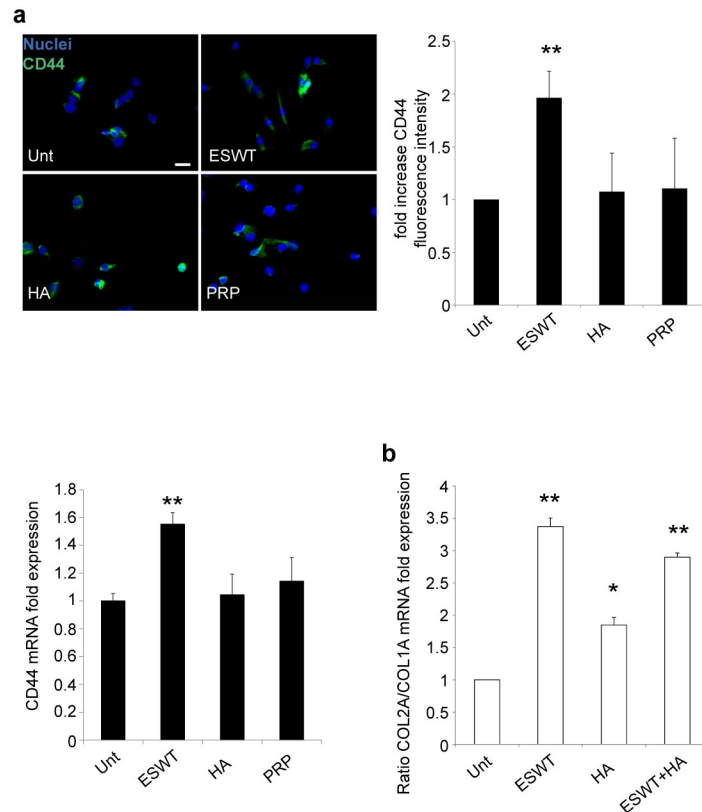 a
Nuclei
CD44
Unt
ESWT
HA
PRP
fold increase CD44
fluorescence intensity
2.5
**
2
1.5
1
0.5
0
Unt
ESWT
HA
PRP
CD44 mRNA fold expression
1.8
**
1.6
1.4
1.2
1
0.8
0.6
0.4
0.2
0
Unt
ESWT
HA
PRP
b
Ratio COL2A/COL1A mRNA fold expression
4
**
3.5
**
3
2.5
*
2
1.5
1
0.5
0
Unt
ESWT
HA
ESWT+HA